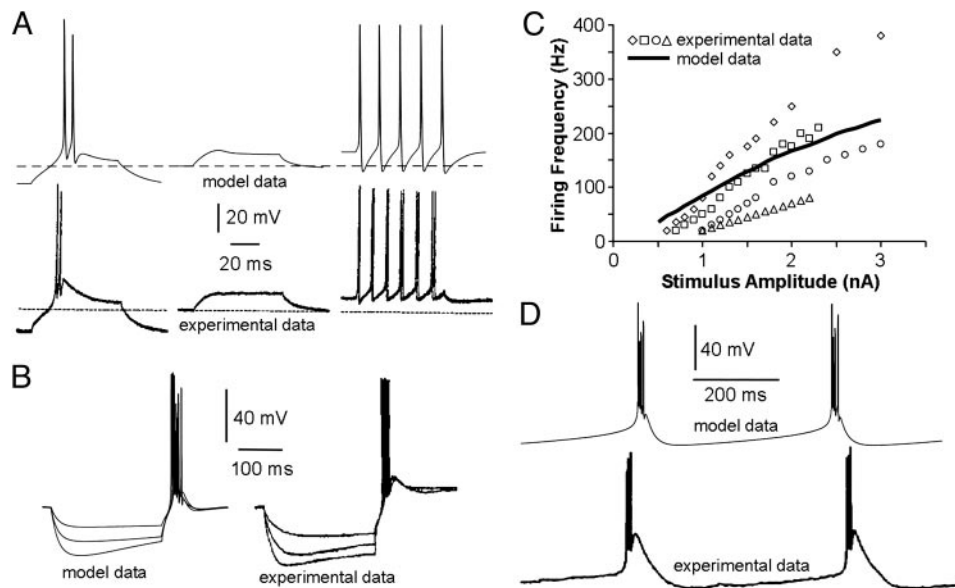 A
model data
20 mV
20 ms
experimental data
B
40 mV
100 ms
model data
experimental data
C
Firing Frequency (Hz)
400
300
200
100
0
experimental data
model data
0
1
2
3
Stimulus Amplitude (nA)
D
40 mV
200 ms
model data
experimental data